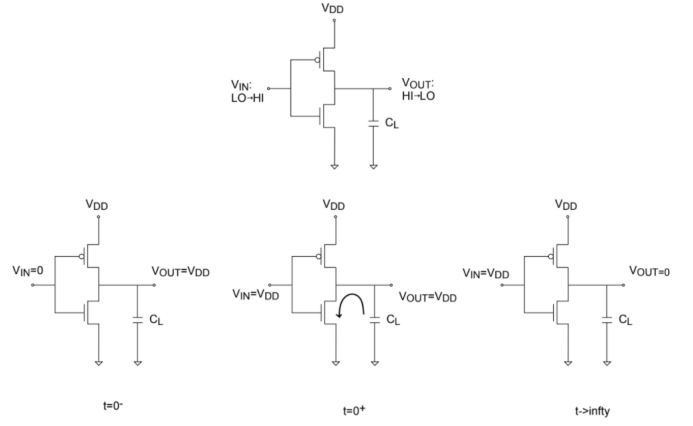 VDD
VIN:
LO→HI
VOUT:
HI→LO
CL
VDD
VIN=0
VOUT=VDD
CL
t=0-
VDD
VIN=VDD
VOUT=VDD
CL
t=0+
VDD
VIN=VDD
VOUT=0
CL
t->infty